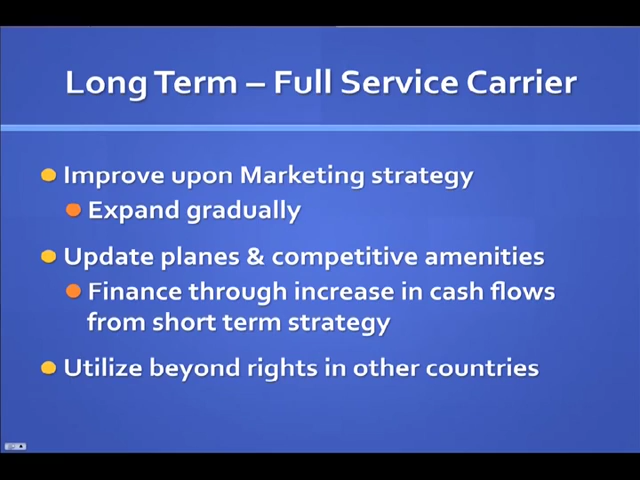 Long Term – Full Service Carrier
Improve upon Marketing strategy
Expand gradually
Update planes & competitive amenities
Finance through increase in cash flows
from short term strategy
Utilize beyond rights in other countries